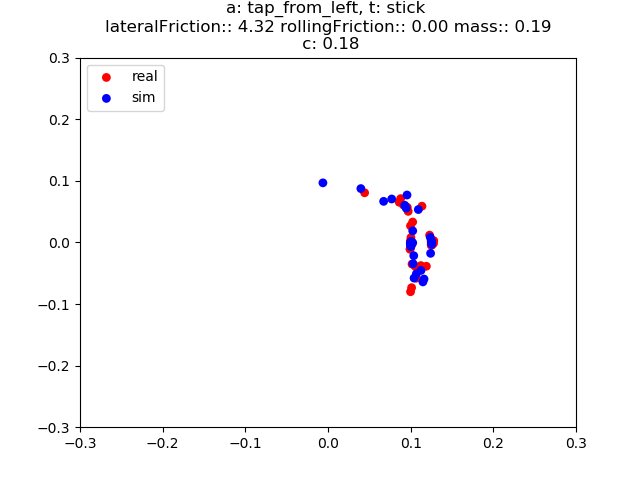 a: tap_from_left, t: stick
lateralFriction:: 4.32 rollingFriction:: 0.00 mass:: 0.19
c: 0.18
real
sim
0.3
0.2
0.1
0.0
−0.1
−0.2
−0.3
−0.3
−0.2
−0.1
0.0
0.1
0.2
0.3